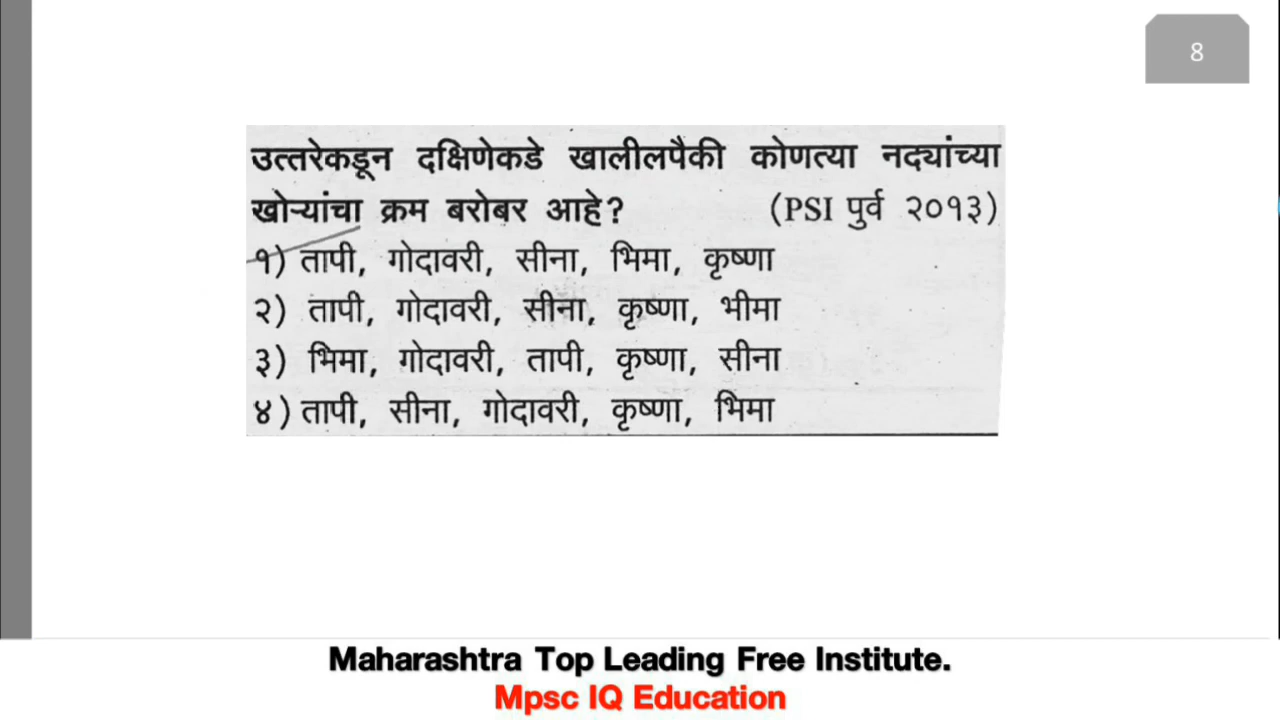 8
उत्तरेकडून दक्षिणेकडे खालीलपैकी कोणत्या नद्यांच्या
खोऱ्यांचा क्रम बरोबर आहे? (PSI पुर्व २०१३)
१) तापी, गोदावरी, सीना, भिमा, कृष्णा
२) तापी, गोदावरी, सीना, कृष्णा, भीमा
३) भिमा, गोदावरी, तापी, कृष्णा, सीना
४) तापी, सीना, गोदावरी, कृष्णा, भिमा
Maharashtra Top Leading Free Institute.
Mpsc IQ Education